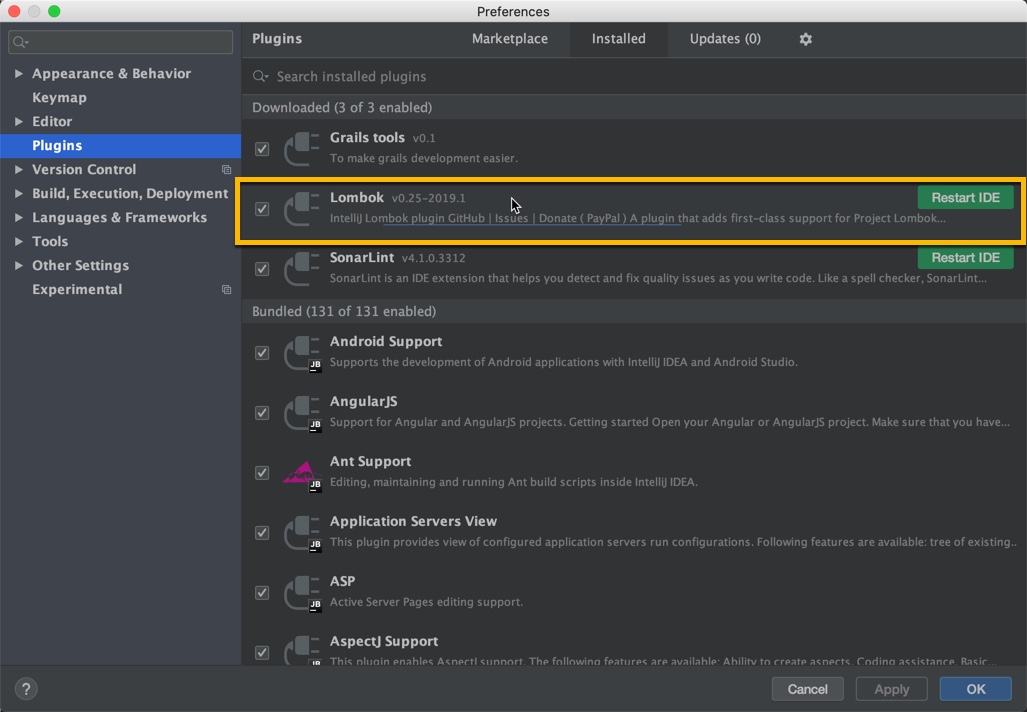 Preferences
Plugins
Marketplace
Installed
Updates (0)
Search installed plugins
Appearance & Behavior
Keymap
Editor
Plugins
Version Control
Build, Execution, Deployment
Languages & Frameworks
Tools
Other Settings
Experimental
Downloaded (3 of 3 enabled)
Grails tools v0.1
To make grails development easier.
Lombok v0.25-2019.1
Restart IDE
IntelliJ Lombok plugin GitHub | Issues | Donate ( PayPal ) A plugin that adds first-class support for Project Lombok...
SonarLint v4.1.0.3312
Restart IDE
SonarLint is an IDE extension that helps you detect and fix quality issues as you write code. Like a spell checker, SonarLint...
Bundled (131 of 131 enabled)
Android Support
JB
Supports the development of Android applications with IntelliJ IDEA and Android Studio.
AngularJS
JB
Support for Angular and AngularJS projects. Getting started Open your Angular or AngularJS project. Make sure that you have...
Ant Support
JB
Editing, maintaining and running Ant build scripts inside IntelliJ IDEA.
Application Servers View
JB
This plugin provides view of configured application servers run configurations. Following features are available: tree of existing..
ASP
JB
Active Server Pages editing support.
AspectJ Support
JB
This plugin enables AspectJ support. The following features are available: Ability to create aspects, Coding assistance, Basic...
?
Cancel
Apply
OK